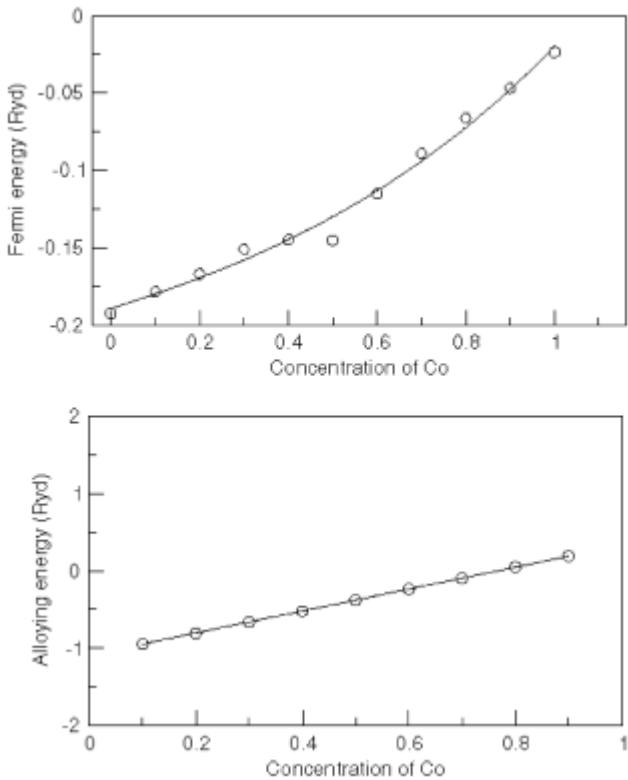 0
-0.05
-0.1
-0.15
-0.2
Fermi energy (Ryd)
0 0.2 0.4 0.6 0.8 1
Concentration of Co
2
1
0
-1
-2
Alloying energy (Ryd)
0 0.2 0.4 0.6 0.8 1
Concentration of Co